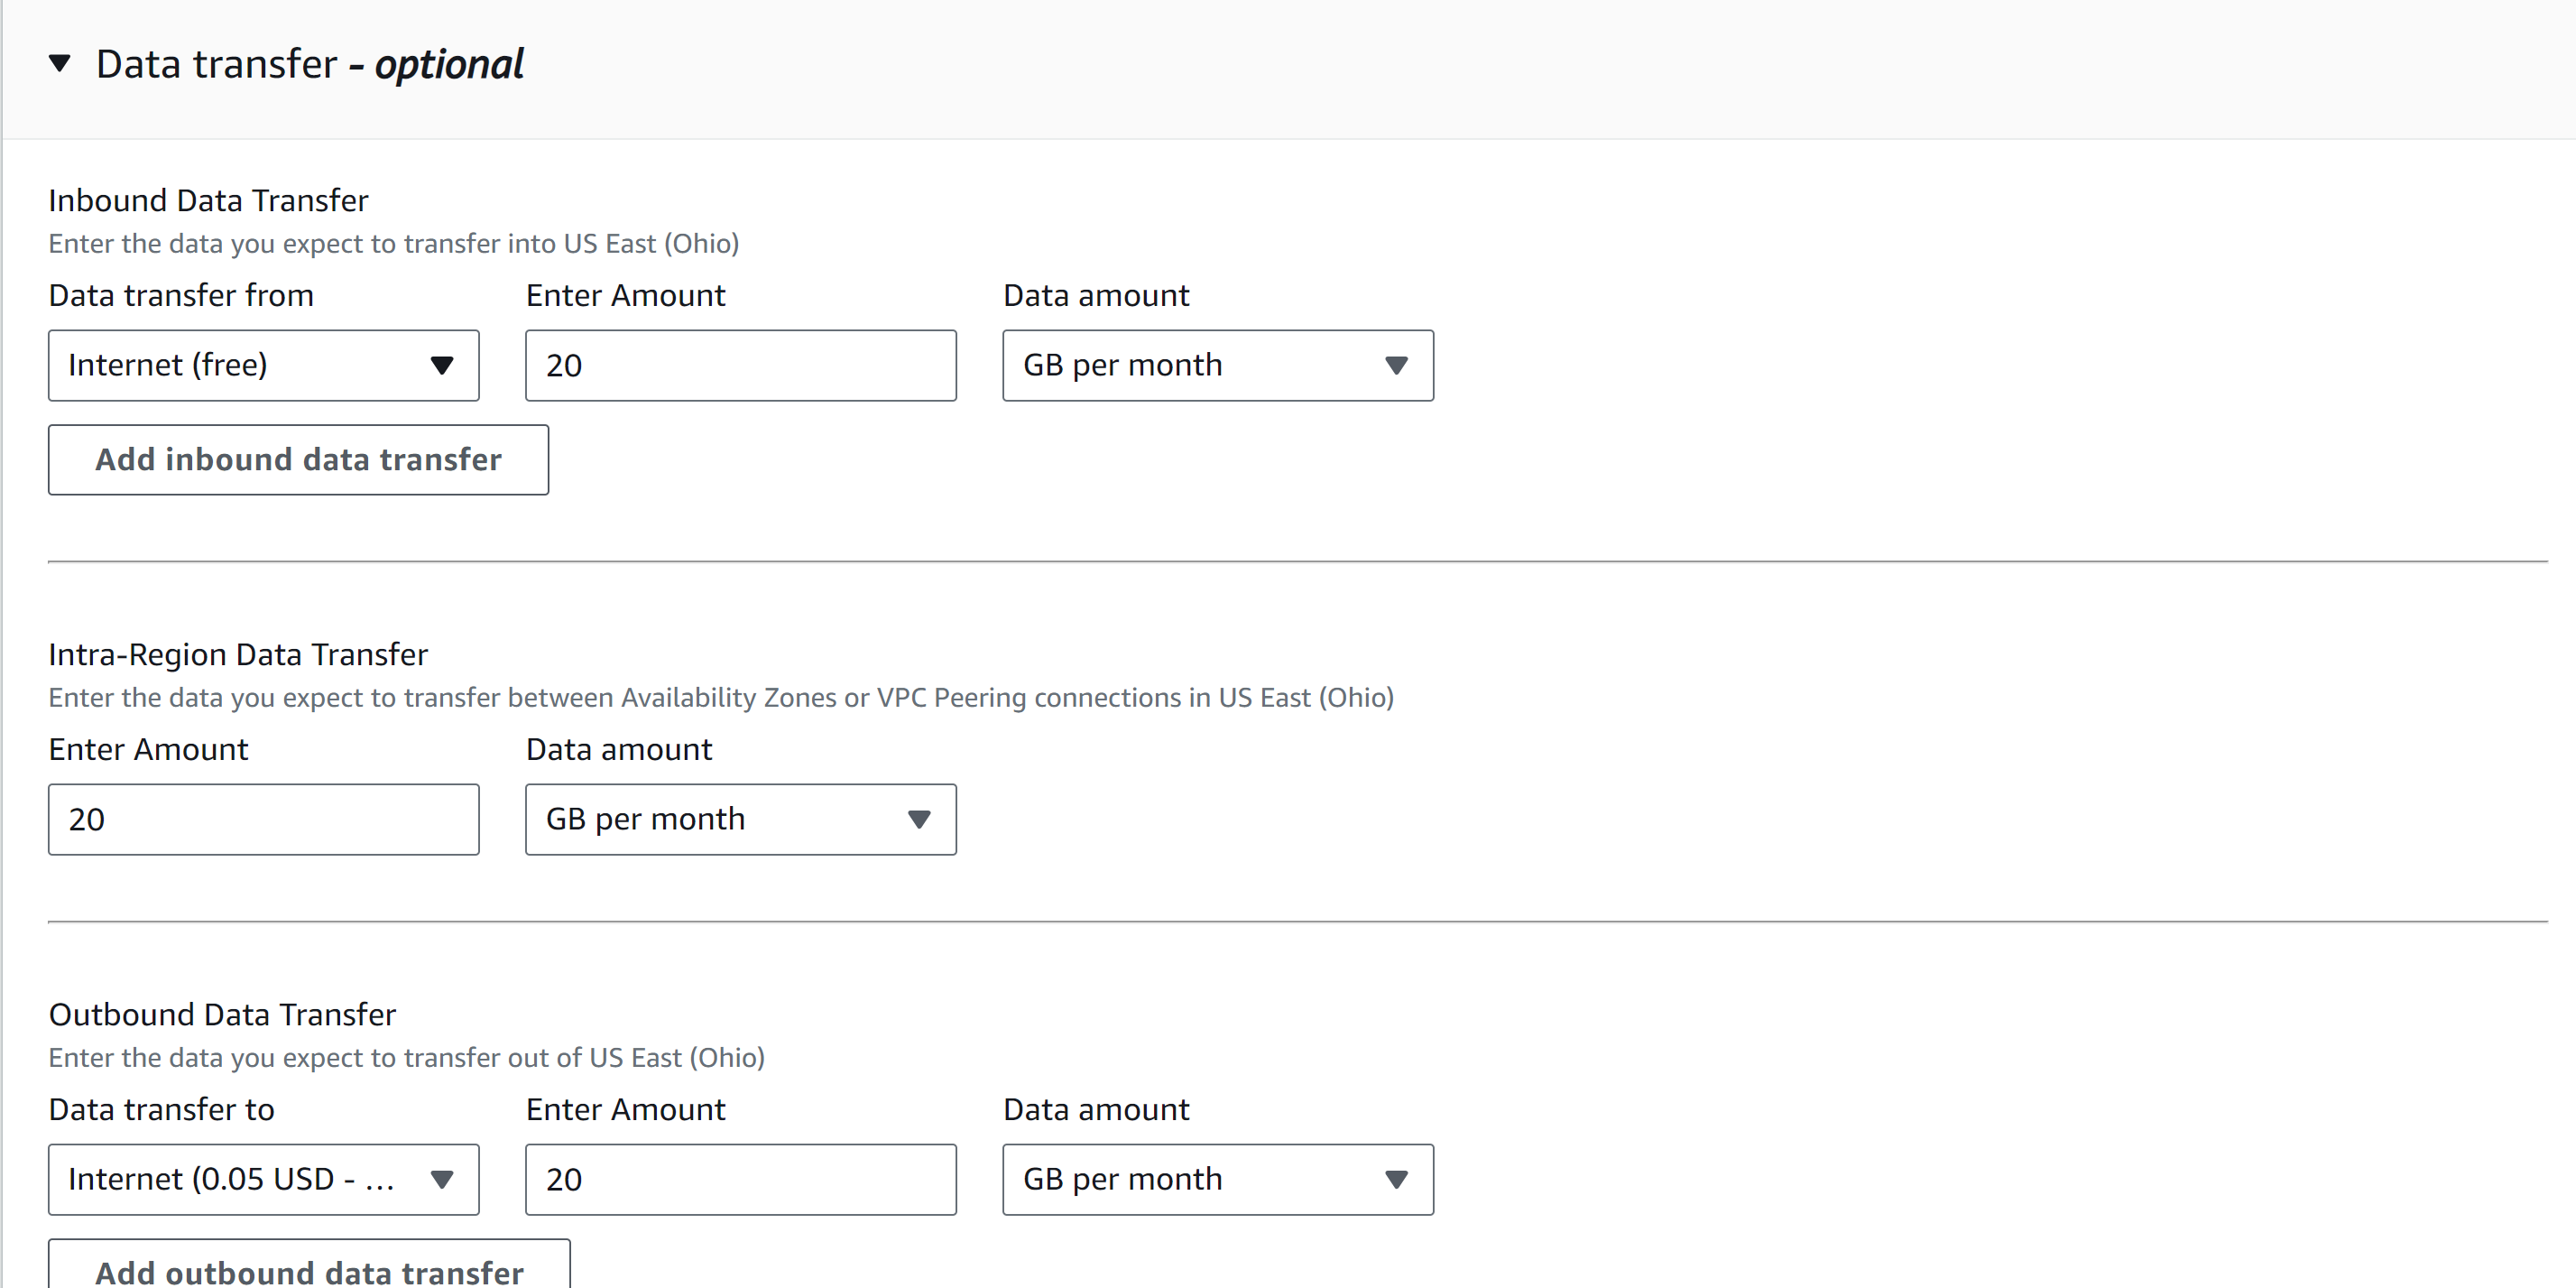 Data transfer - optional
Inbound Data Transfer
Enter the data you expect to transfer into US East (Ohio)
Data transfer from Enter Amount Data amount
Internet (free) 20 GB per month
Add inbound data transfer
Intra-Region Data Transfer
Enter the data you expect to transfer between Availability Zones or VPC Peering connections in US East (Ohio)
Enter Amount Data amount
20 GB per month
Outbound Data Transfer
Enter the data you expect to transfer out of US East (Ohio)
Data transfer to Enter Amount Data amount
Internet (0.05 USD - ... 20 GB per month
Add outbound data transfer